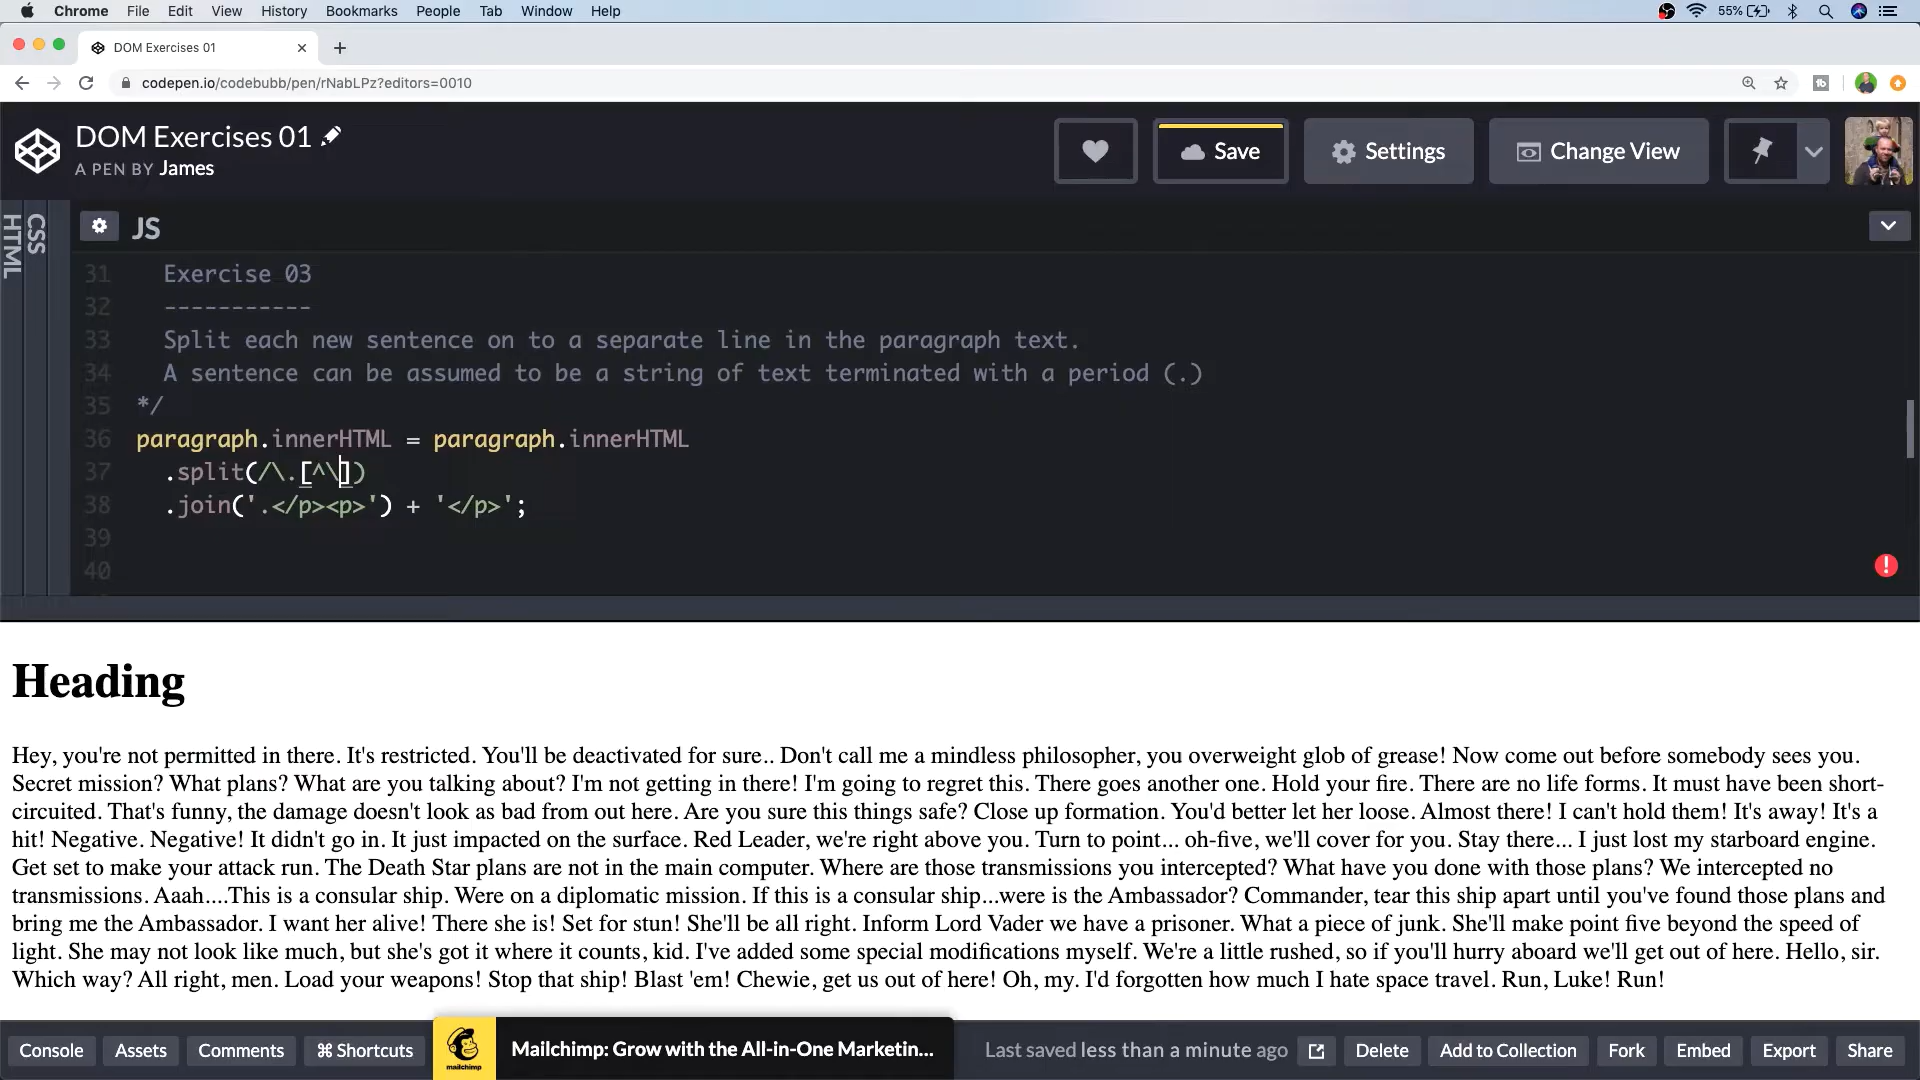 Chrome File Edit View History Bookmarks People Tab Window Help 55%
DOM Exercises 01
codepen.io/codebubb/pen/rNabLPz?editors=0010
DOM Exercises 01
A PEN BY James
Save
Settings
Change View
HTML
CSS
JS
31 Exercise 03
32 -----------
33 Split each new sentence on to a separate line in the paragraph text.
34 A sentence can be assumed to be a string of text terminated with a period (.)
35 */
36 paragraph.innerHTML = paragraph.innerHTML
37 .split(/\.[^\])
38 .join('.</p><p>') + '</p>';
39
40
Heading
Hey, you're not permitted in there. It's restricted. You'll be deactivated for sure.. Don't call me a mindless philosopher, you overweight glob of grease! Now come out before somebody sees you.
Secret mission? What plans? What are you talking about? I'm not getting in there! I'm going to regret this. There goes another one. Hold your fire. There are no life forms. It must have been short-
circuited. That's funny, the damage doesn't look as bad from out here. Are you sure this things safe? Close up formation. You'd better let her loose. Almost there! I can't hold them! It's away! It's a
hit! Negative. Negative! It didn't go in. It just impacted on the surface. Red Leader, we're right above you. Turn to point... oh-five, we'll cover for you. Stay there... I just lost my starboard engine.
Get set to make your attack run. The Death Star plans are not in the main computer. Where are those transmissions you intercepted? What have you done with those plans? We intercepted no
transmissions. Aaah....This is a consular ship. Were on a diplomatic mission. If this is a consular ship...were is the Ambassador? Commander, tear this ship apart until you've found those plans and
bring me the Ambassador. I want her alive! There she is! Set for stun! She'll be all right. Inform Lord Vader we have a prisoner. What a piece of junk. She'll make point five beyond the speed of
light. She may not look like much, but she's got it where it counts, kid. I've added some special modifications myself. We're a little rushed, so if you'll hurry aboard we'll get out of here. Hello, sir.
Which way? All right, men. Load your weapons! Stop that ship! Blast 'em! Chewie, get us out of here! Oh, my. I'd forgotten how much I hate space travel. Run, Luke! Run!
Console Assets Comments ⌘ Shortcuts mailchimp Mailchimp: Grow with the All-in-One Marketin... Last saved less than a minute ago Delete Add to Collection Fork Embed Export Share